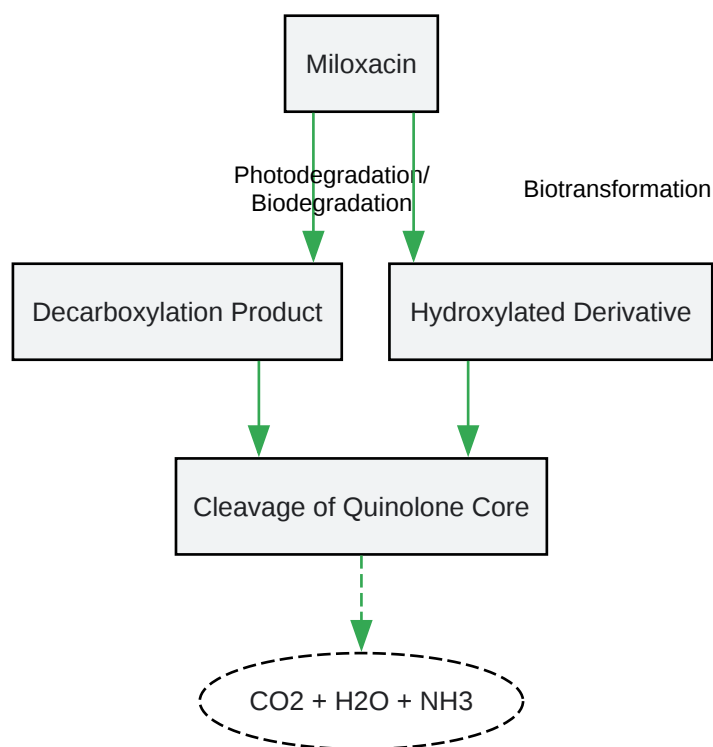 Miloxacin
Photodegradation/
Biodegradation
Biotransformation
Decarboxylation Product
Hydroxylated Derivative
Cleavage of Quinolone Core
CO2 + H2O + NH3